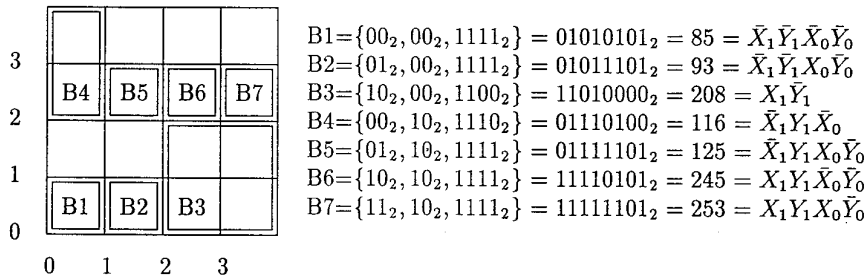 3
2
1
0
B4 B5 B6 B7
B1 B2 B3
0 1 2 3
B1={00₂, 00₂, 1111₂} = 01010101₂ = 85 = X̄₁Ȳ₁X̄₀Ȳ₀
B2={01₂, 00₂, 1111₂} = 01011101₂ = 93 = X̄₁Ȳ₁X₀Ȳ₀
B3={10₂, 00₂, 1100₂} = 11010000₂ = 208 = X₁Ȳ₁
B4={00₂, 10₂, 1110₂} = 01110100₂ = 116 = X̄₁Y₁X̄₀
B5={01₂, 10₂, 1111₂} = 01111101₂ = 125 = X̄₁Y₁X₀Ȳ₀
B6={10₂, 10₂, 1111₂} = 11110101₂ = 245 = X₁Y₁X̄₀Ȳ₀
B7={11₂, 10₂, 1111₂} = 11111101₂ = 253 = X₁Y₁X₀Ȳ₀